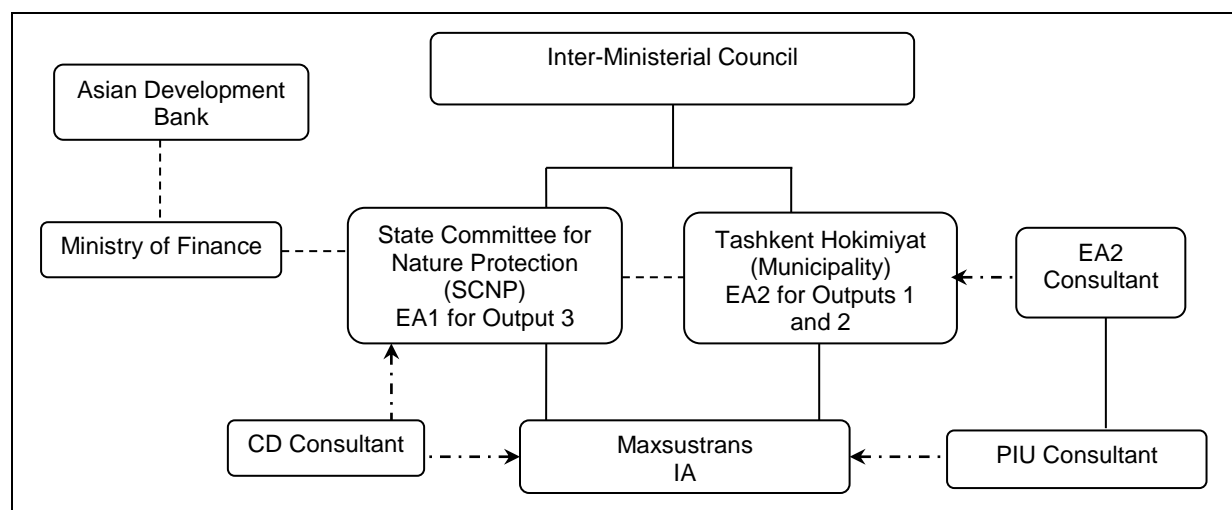 Inter-Ministerial Council
Asian Development
Bank
Ministry of Finance
State Committee for
Nature Protection
(SCNP)
EA1 for Output 3
Tashkent Hokimiyat
(Municipality)
EA2 for Outputs 1
and 2
EA2
Consultant
CD Consultant
Maxsustrans
IA
PIU Consultant